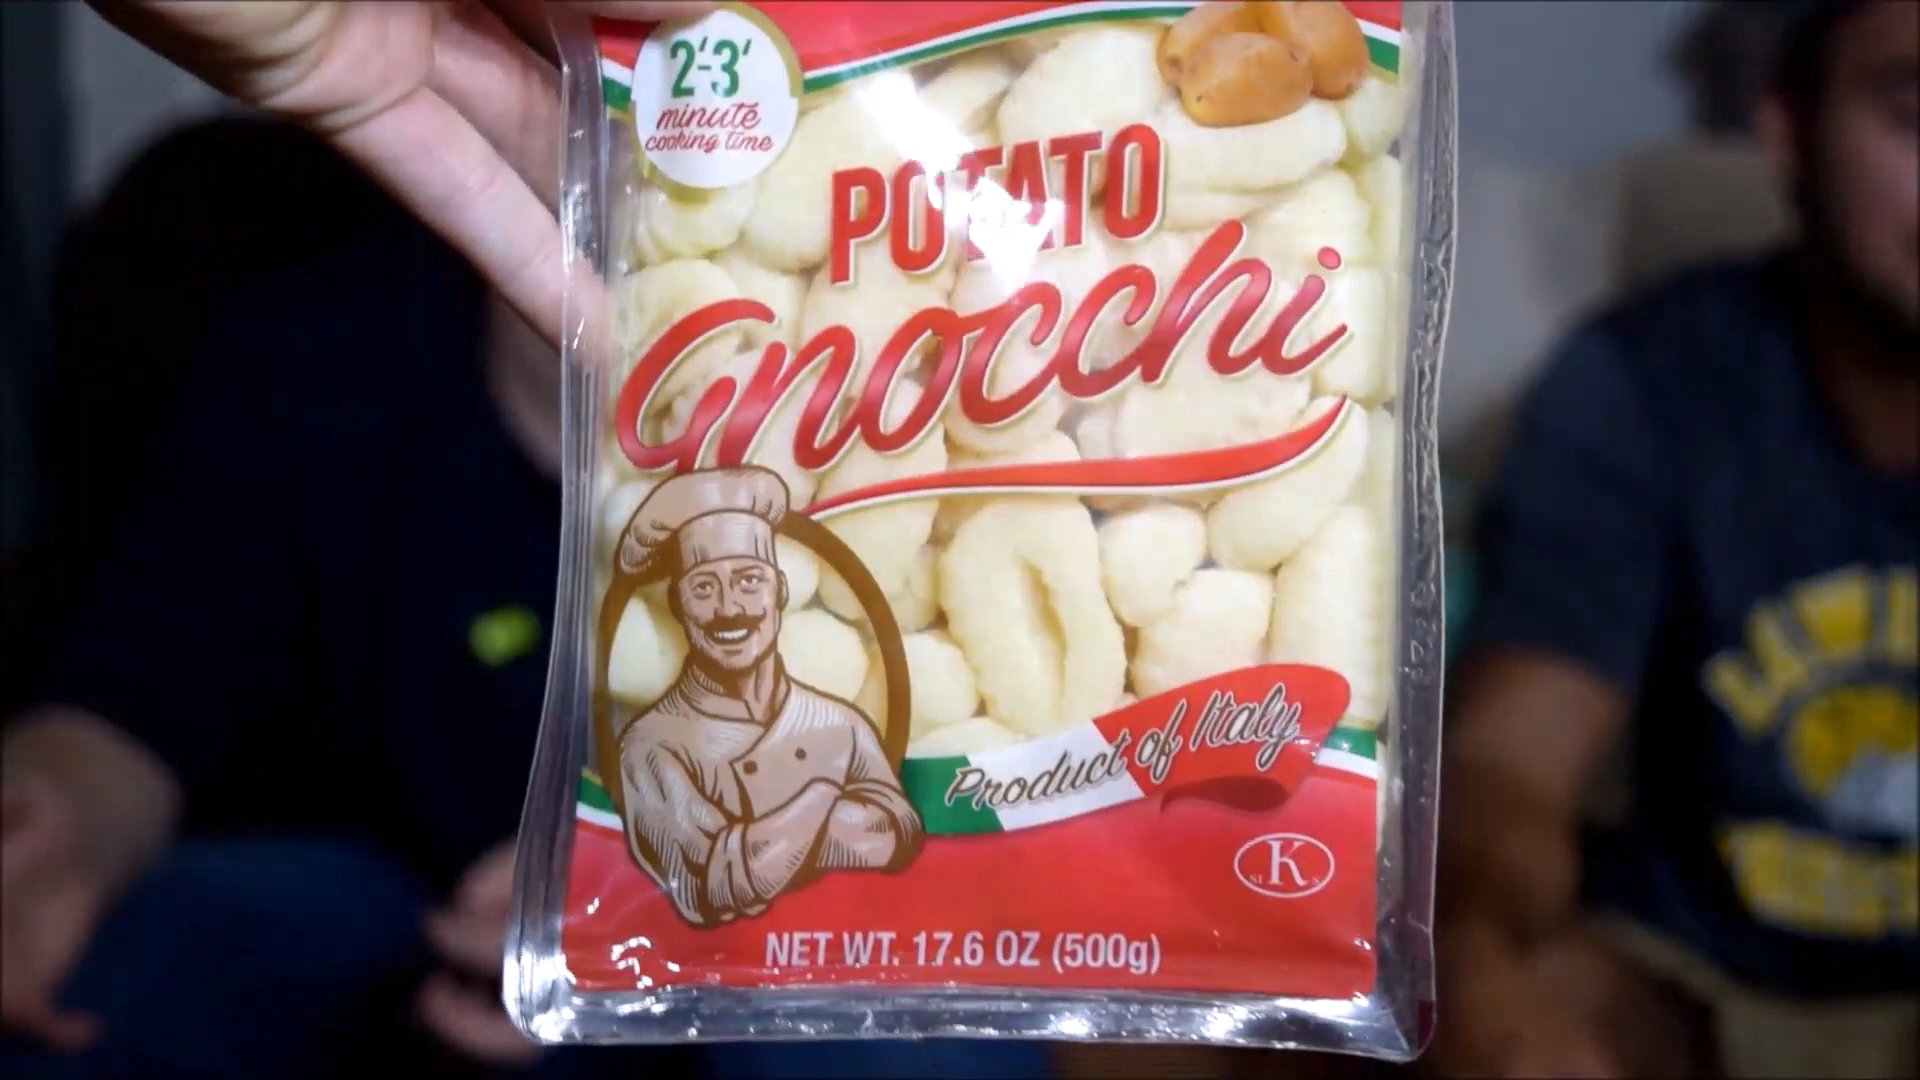 2'-3'
minute
cooking time
POTATO
Gnocchi
Product of Italy
K
NET WT. 17.6 OZ (500g)